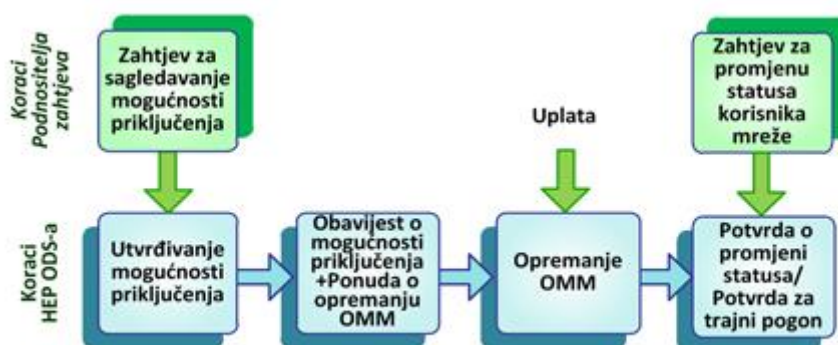 Koraci
Podnositelja
zahtjeva
Zahtjev za
sagledavanje
mogućnosti
priključenja
Uplata
Zahtjev za
promjenu
statusa
korisnika
mreže
Koraci
HEP ODS-a
Utvrđivanje
mogućnosti
priključenja
Obavijest o
mogućnosti
priključenja
+Ponuda o
opremanju
OMM
Opremanje
OMM
Potvrda o
promjeni
statusa/
Potvrda za
trajni pogon